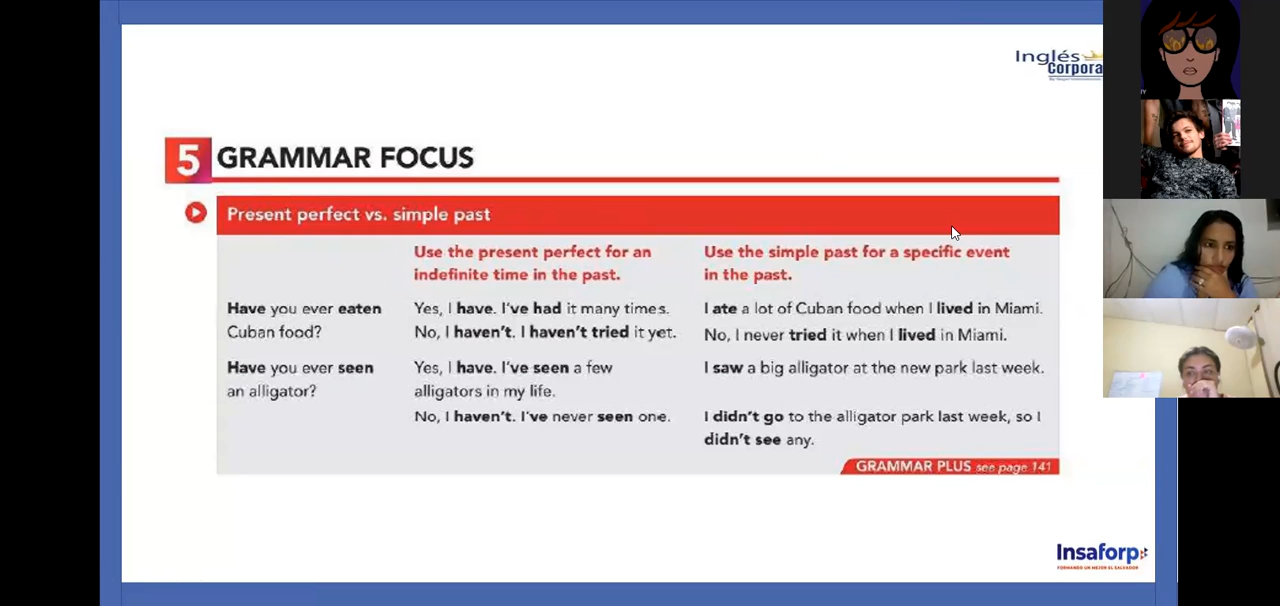 Inglés
Corpora
5 GRAMMAR FOCUS
Present perfect vs. simple past
Use the present perfect for an indefinite time in the past.
Use the simple past for a specific event in the past.
Have you ever eaten Cuban food?
Yes, I have. I've had it many times.
No, I haven't. I haven't tried it yet.
I ate a lot of Cuban food when I lived in Miami.
No, I never tried it when I lived in Miami.
Have you ever seen an alligator?
Yes, I have. I've seen a few alligators in my life.
No, I haven't. I've never seen one.
I saw a big alligator at the new park last week.
I didn't go to the alligator park last week, so I didn't see any.
GRAMMAR PLUS see page 141
Insaforp
FORMANDO UN MEJOR EL SALVADOR